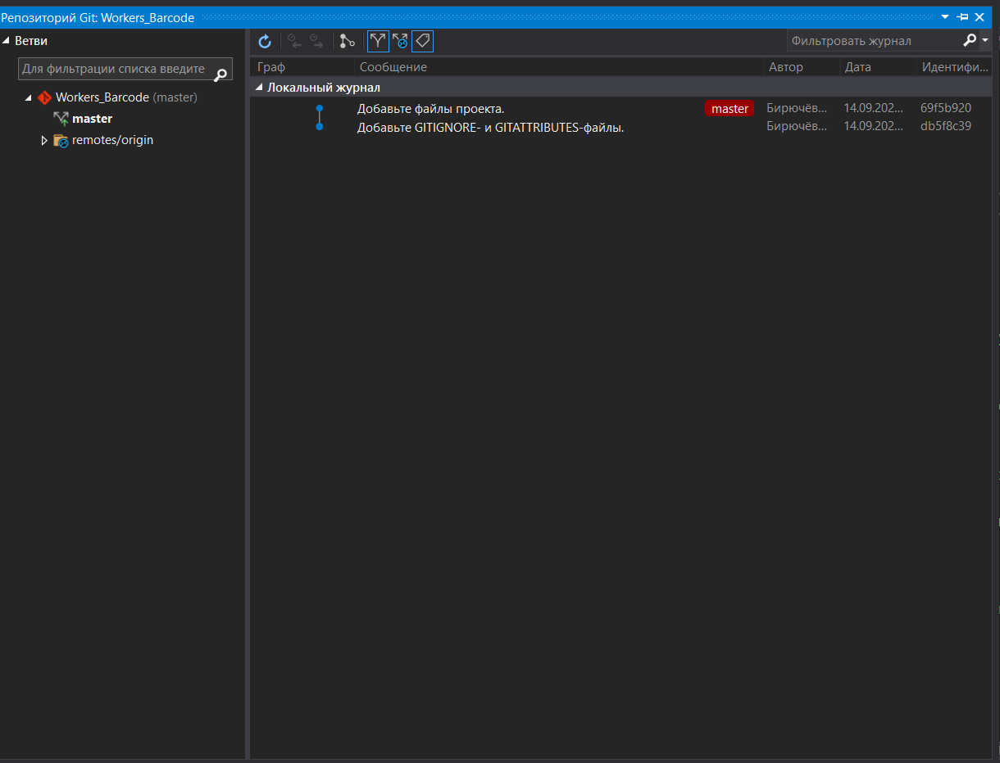 Репозиторий Git: Workers_Barcode
Ветви
Для фильтрации списка введите
Workers_Barcode (master)
master
remotes/origin
Фильтровать журнал
Граф Сообщение Автор Дата Идентифи...
Локальный журнал
Добавьте файлы проекта. master Бирючёв... 14.09.202... 69f5b920
Добавьте GITIGNORE- и GITATTRIBUTES-файлы. Бирючёв... 14.09.202... db5f8c39